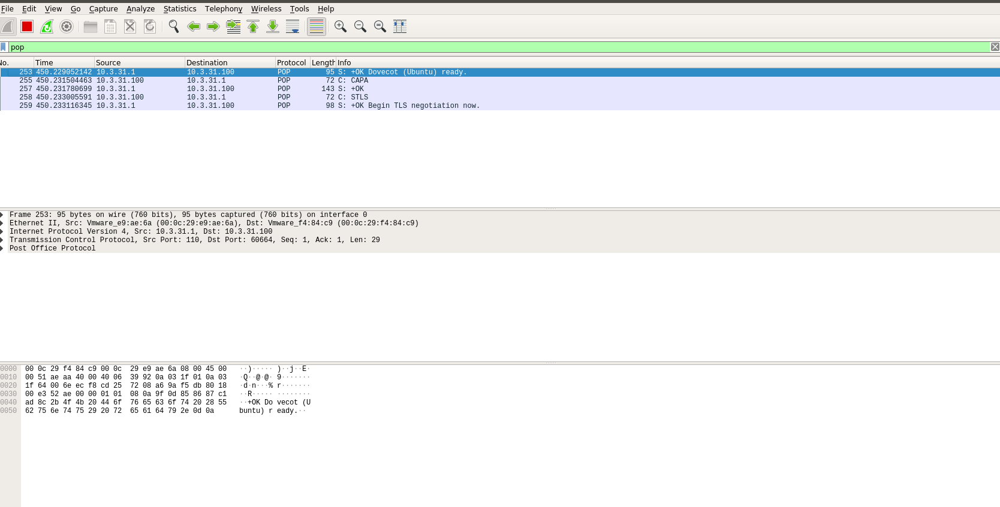 File Edit View Go Capture Analyze Statistics Telephony Wireless Tools Help
pop
No. Time Source Destination Protocol Length Info
253 450.229052142 10.3.31.1 10.3.31.100 POP 95 S: +OK Dovecot (Ubuntu) ready.
255 450.231504463 10.3.31.100 10.3.31.1 POP 72 C: CAPA
257 450.231780699 10.3.31.1 10.3.31.100 POP 143 S: +OK
258 450.233005591 10.3.31.100 10.3.31.1 POP 72 C: STLS
259 450.233116345 10.3.31.1 10.3.31.100 POP 98 S: +OK Begin TLS negotiation now.
Frame 253: 95 bytes on wire (760 bits), 95 bytes captured (760 bits) on interface 0
Ethernet II, Src: Vmware_e9:ae:6a (00:0c:29:e9:ae:6a), Dst: Vmware_f4:84:c9 (00:0c:29:f4:84:c9)
Internet Protocol Version 4, Src: 10.3.31.1, Dst: 10.3.31.100
Transmission Control Protocol, Src Port: 110, Dst Port: 60664, Seq: 1, Ack: 1, Len: 29
Post Office Protocol
0000 00 0c 29 f4 84 c9 00 0c 29 e9 ae 6a 08 00 45 00 ··)····· )··j··E·
0010 00 51 ae aa 40 00 40 06 39 92 0a 03 1f 01 0a 03 ·Q··@·@· 9·······
0020 1f 64 00 6e ec f8 cd 25 72 08 a6 9a f5 db 80 18 ·d·n···% r·······
0030 00 e3 52 ae 00 00 01 01 08 0a 9f 0d 85 86 87 c1 ··R····· ········
0040 ad 8c 2b 4f 4b 20 44 6f 76 65 63 6f 74 20 28 55 ··+OK Do vecot (U
0050 62 75 6e 74 75 29 20 72 65 61 64 79 2e 0d 0a buntu) r eady.··